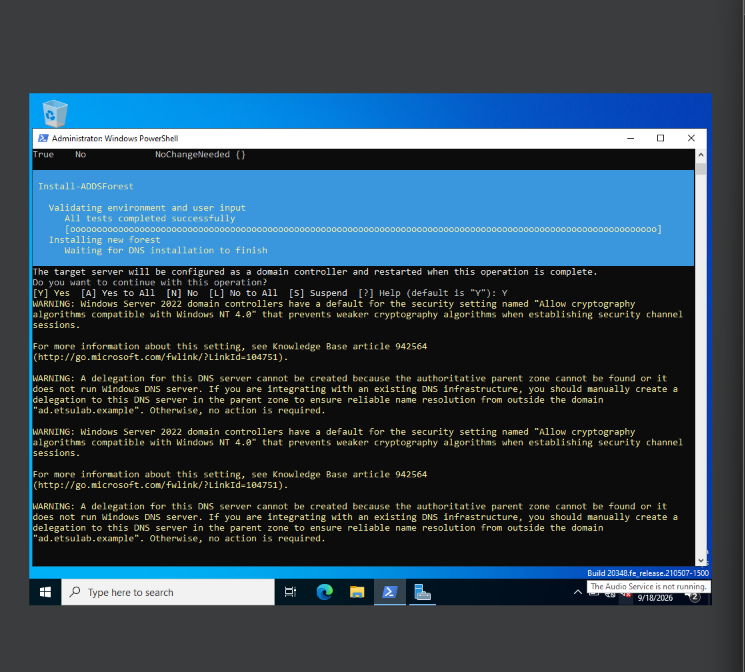 Administrator: Windows PowerShell
True No NoChangeNeeded {}
Install-ADDSForest
Validating environment and user input
All tests completed successfully
[oooooooooooooooooooooooooooooooooooooooooooooooooooooooooooooooooooooooooooooooooooooooooooooooooooooooooooooo]
Installing new forest
Waiting for DNS installation to finish
The target server will be configured as a domain controller and restarted when this operation is complete.
Do you want to continue with this operation?
[Y] Yes [A] Yes to All [N] No [L] No to All [S] Suspend [?] Help (default is "Y"): Y
WARNING: Windows Server 2022 domain controllers have a default for the security setting named "Allow cryptography
algorithms compatible with Windows NT 4.0" that prevents weaker cryptography algorithms when establishing security channel
sessions.
For more information about this setting, see Knowledge Base article 942564
(http://go.microsoft.com/fwlink/?LinkId=104751).
WARNING: A delegation for this DNS server cannot be created because the authoritative parent zone cannot be found or it
does not run Windows DNS server. If you are integrating with an existing DNS infrastructure, you should manually create a
delegation to this DNS server in the parent zone to ensure reliable name resolution from outside the domain
"ad.etsulab.example". Otherwise, no action is required.
WARNING: Windows Server 2022 domain controllers have a default for the security setting named "Allow cryptography
algorithms compatible with Windows NT 4.0" that prevents weaker cryptography algorithms when establishing security channel
sessions.
For more information about this setting, see Knowledge Base article 942564
(http://go.microsoft.com/fwlink/?LinkId=104751).
WARNING: A delegation for this DNS server cannot be created because the authoritative parent zone cannot be found or it
does not run Windows DNS server. If you are integrating with an existing DNS infrastructure, you should manually create a
delegation to this DNS server in the parent zone to ensure reliable name resolution from outside the domain
"ad.etsulab.example". Otherwise, no action is required.
Build 20348.fe_release.210507-1500
Type here to search
The Audio Service is not running.
9/18/2026
2